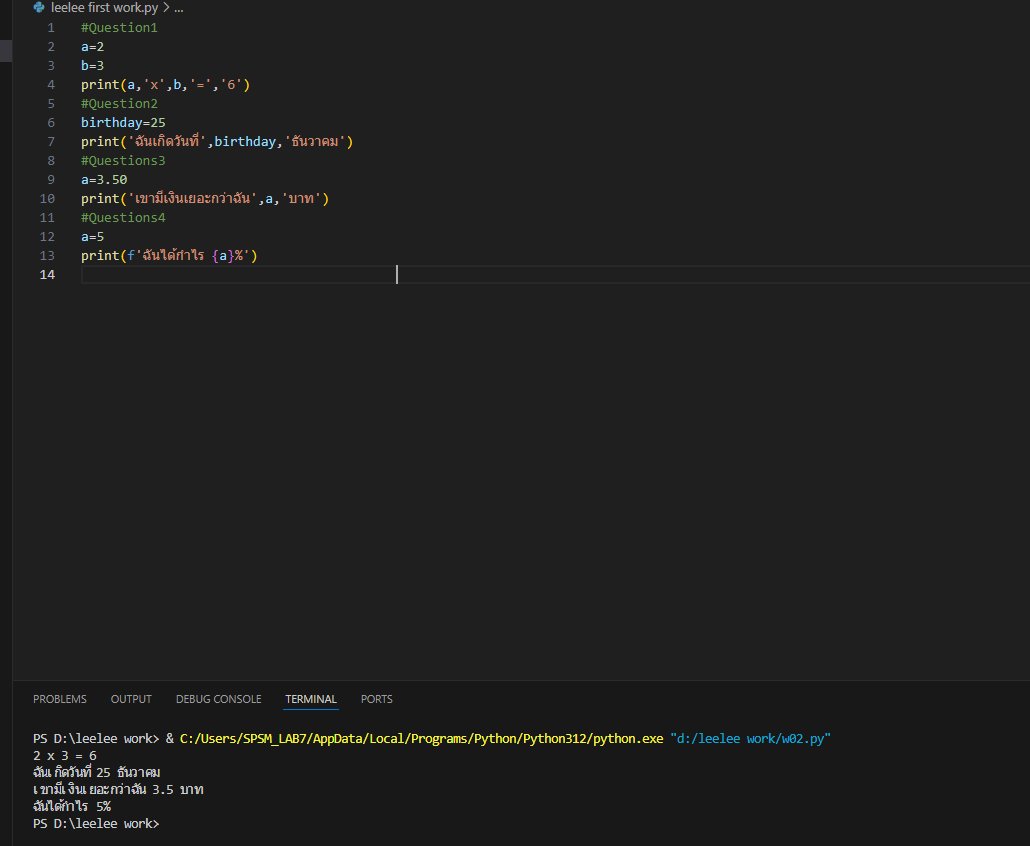 leelee first work.py > ...
1 #Question1
2 a=2
3 b=3
4 print(a,'x',b,'=','6')
5 #Question2
6 birthday=25
7 print('ฉันเกิดวันที่',birthday,'ธันวาคม')
8 #Questions3
9 a=3.50
10 print('เขามีเงินเยอะกว่าฉัน',a,'บาท')
11 #Questions4
12 a=5
13 print(f'ฉันได้กำไร {a}%')
14
PROBLEMS OUTPUT DEBUG CONSOLE TERMINAL PORTS
PS D:\leelee work> & C:/Users/SPSM_LAB7/AppData/Local/Programs/Python/Python312/python.exe "d:/leelee work/w02.py"
2 x 3 = 6
ฉันเกิดวันที่ 25 ธันวาคม
เขามีเงินเยอะกว่าฉัน 3.5 บาท
ฉันได้กำไร 5%
PS D:\leelee work>